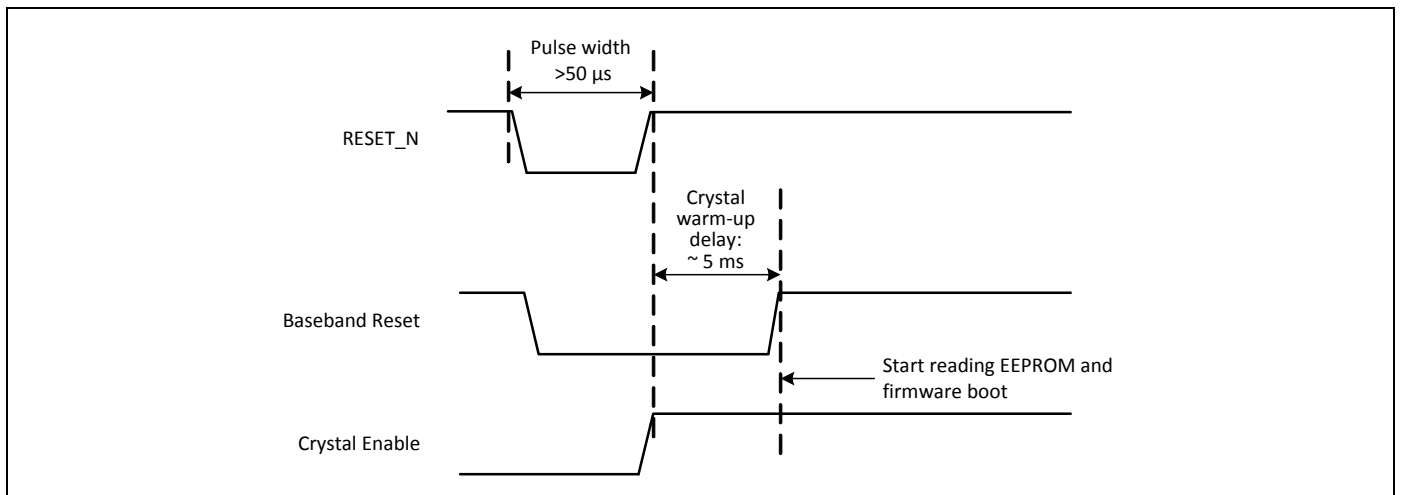 Pulse width
>50 µs
RESET_N
Crystal
warm-up
delay:
~ 5 ms
Baseband Reset
Start reading EEPROM and
firmware boot
Crystal Enable